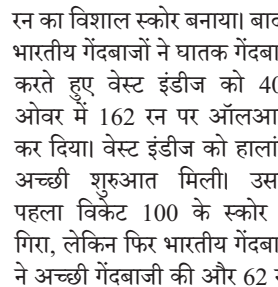 रन का विशाल स्कोर बनाया। बाद
भारतीय गेंदबाजों ने घातक गेंदबा
करते हुए वेस्ट इंडीज को 40
ओवर में 162 रन पर ऑलआ
कर दिया। वेस्ट इंडीज को हालां
अच्छी शुरुआत मिली। उस
पहला विकेट 100 के स्कोर
गिरा, लेकिन फिर भारतीय गेंदबा
ने अच्छी गेंदबाजी की और 62